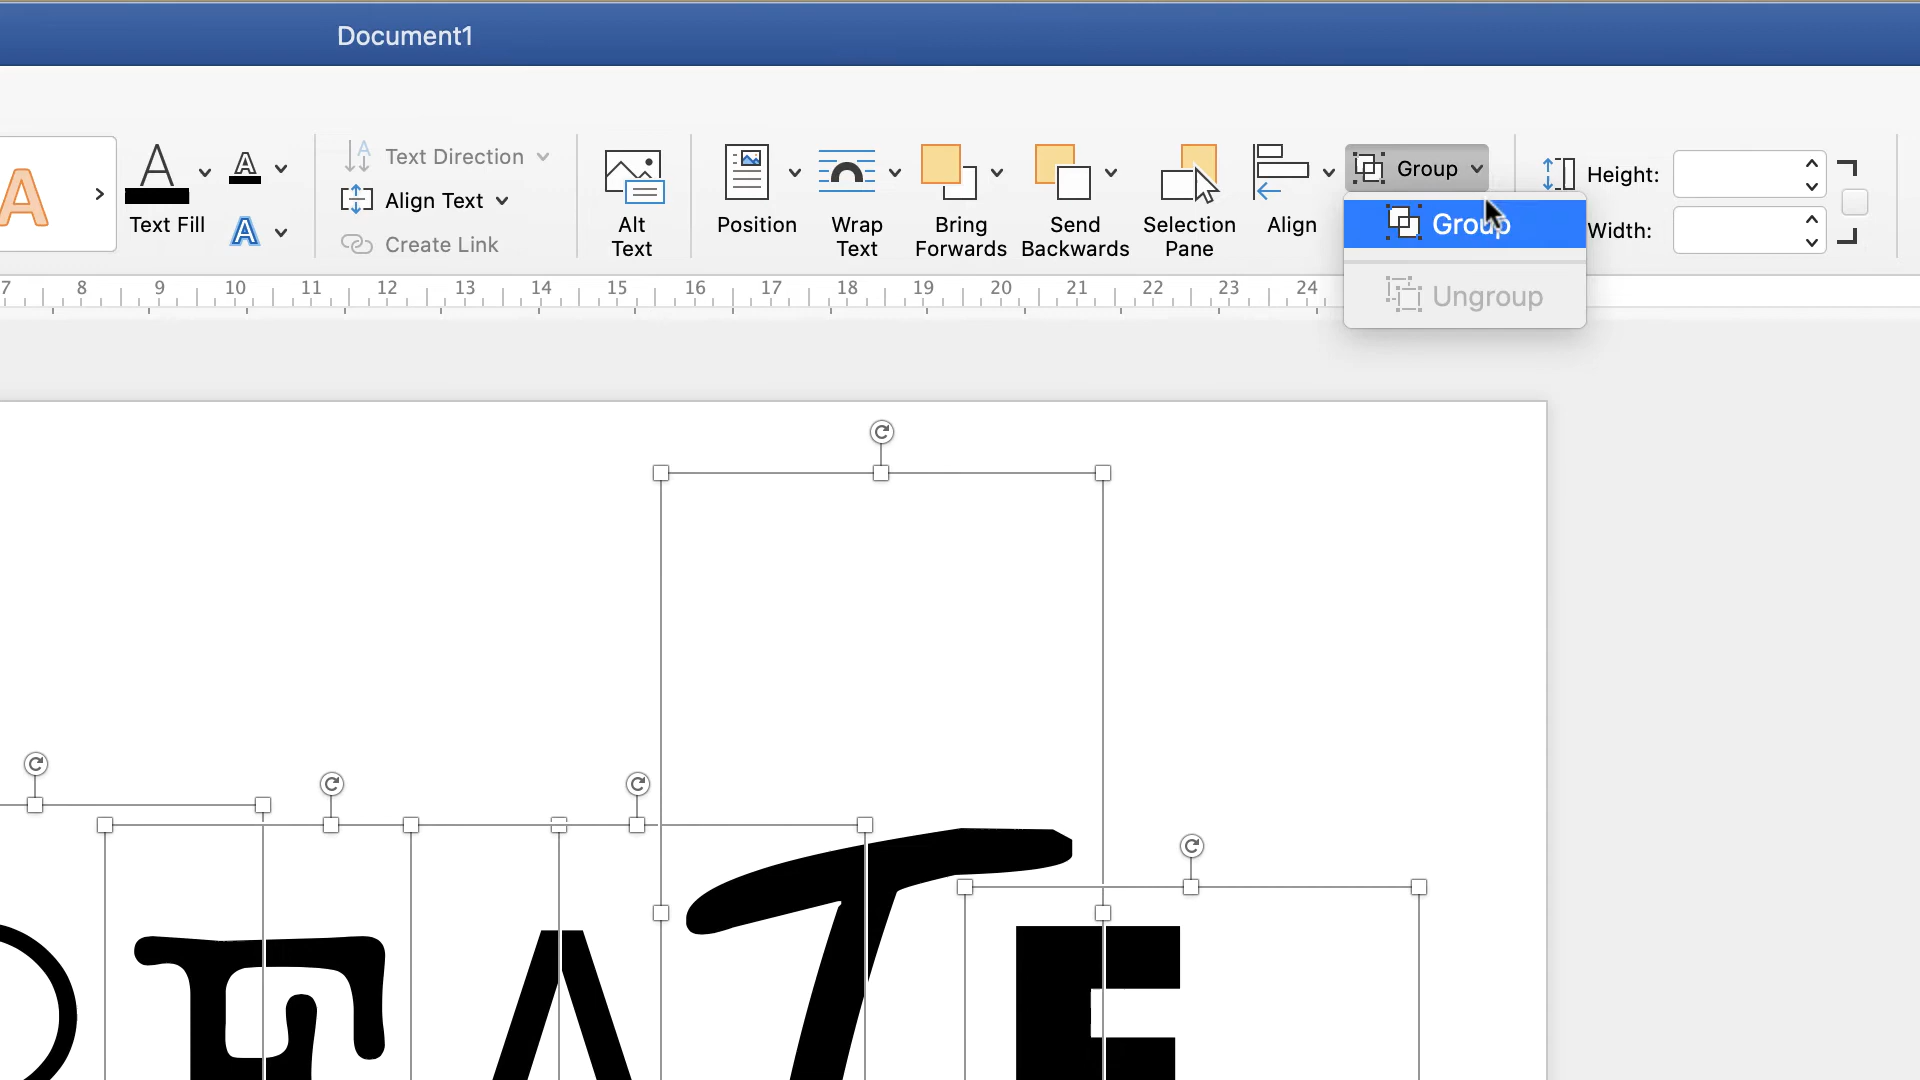 Document1
A
A
Text Fill
A
A
A
Text Direction
Align Text
Create Link
Alt
Text
Position
Wrap
Text
Bring
Forwards
Send
Backwards
Selection
Pane
Align
Group
Group
Ungroup
Height:
Width:
7 8 9 10 11 12 13 14 15 16 17 18 19 20 21 22 23 24
EATE